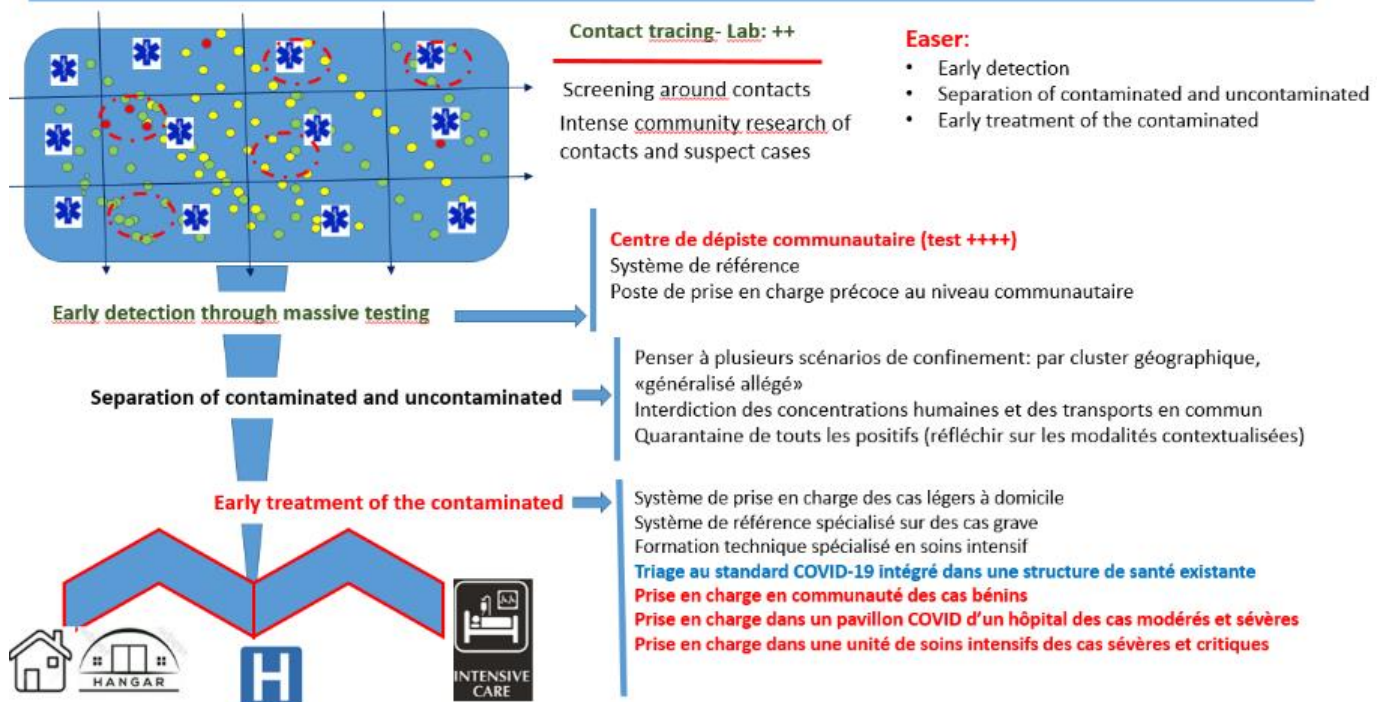 Contact tracing- Lab: ++
Screening around contacts
Intense community research of
contacts and suspect cases
Easer:
• Early detection
• Separation of contaminated and uncontaminated
• Early treatment of the contaminated
Early detection through massive testing
Centre de dépiste communautaire (test ++++)
Système de référence
Poste de prise en charge précoce au niveau communautaire
Separation of contaminated and uncontaminated
Penser à plusieurs scénarios de confinement: par cluster géographique,
«généralisé allégé»
Interdiction des concentrations humaines et des transports en commun
Quarantaine de touts les positifs (réfléchir sur les modalités contextualisées)
Early treatment of the contaminated
Système de prise en charge des cas légers à domicile
Système de référence spécialisé sur des cas grave
Formation technique spécialisé en soins intensif
Triage au standard COVID-19 intégré dans une structure de santé existante
Prise en charge en communauté des cas bénins
Prise en charge dans un pavillon COVID d'un hôpital des cas modérés et sévères
Prise en charge dans une unité de soins intensifs des cas sévères et critiques
HANGAR
H
INTENSIVE
CARE